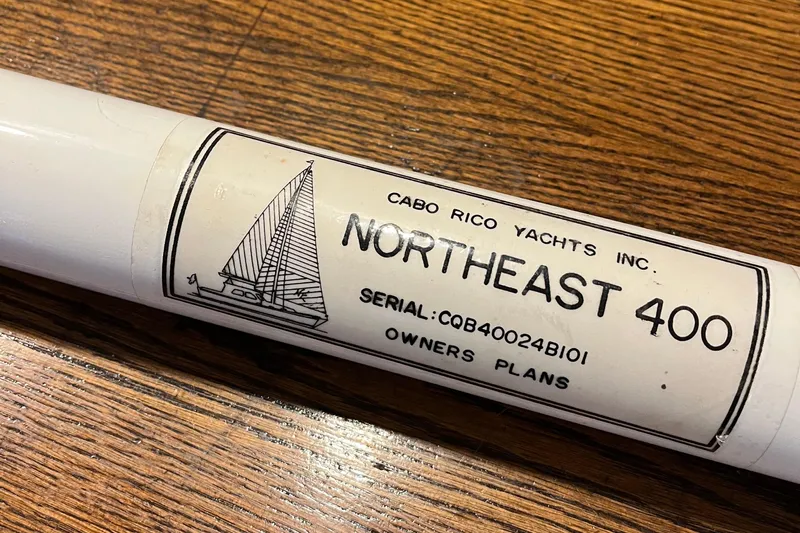 CABO RICO YACHTS INC.
NORTHEAST 400
SERIAL:CQB40024B101
OWNERS PLANS